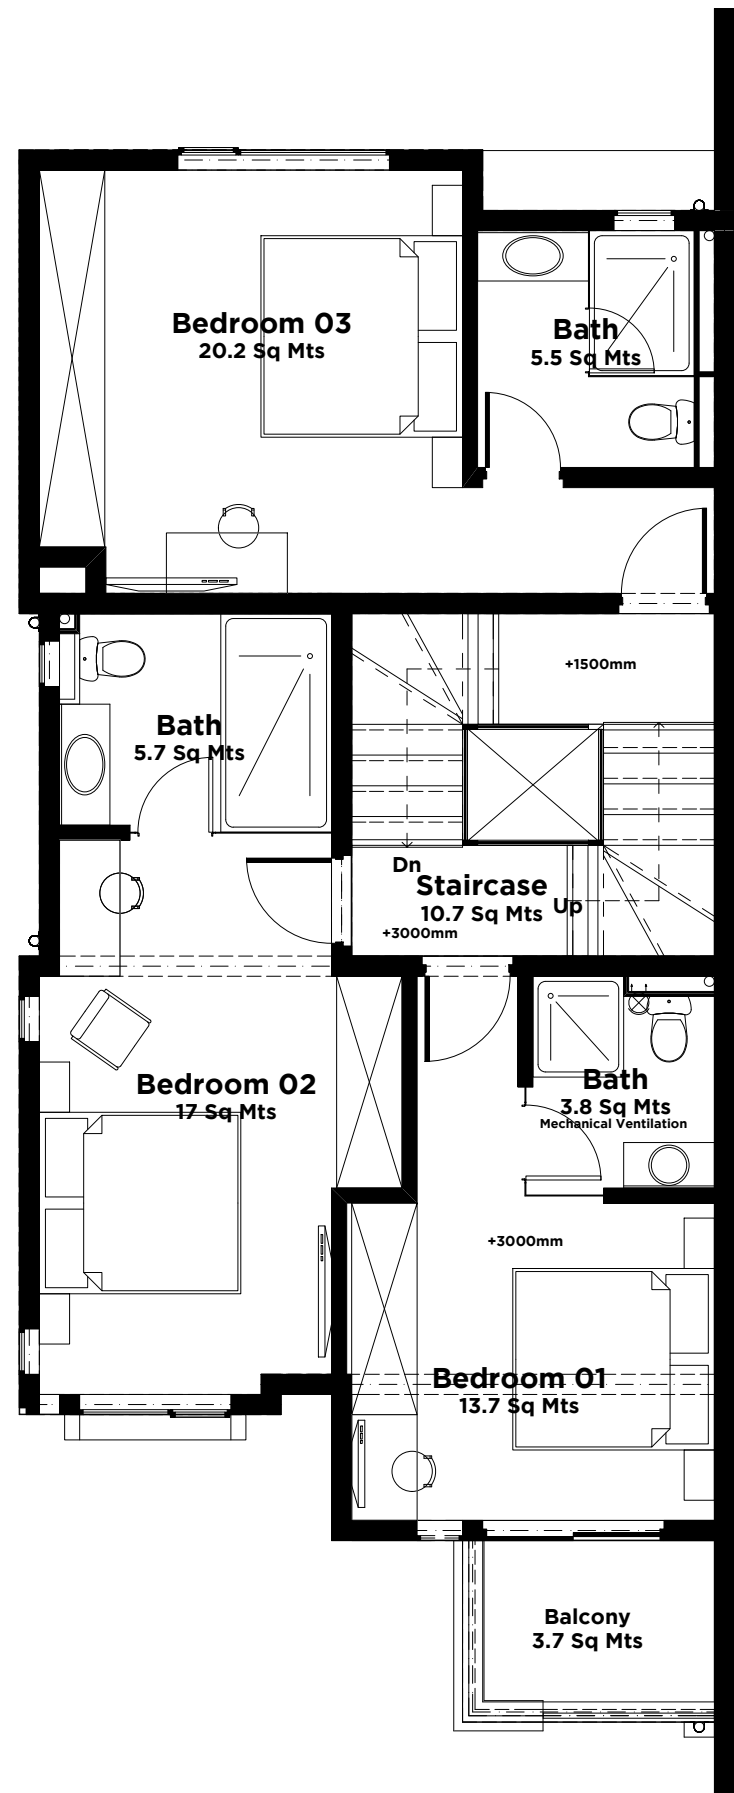 Bedroom 03
20.2 Sq Mts
Bath
5.5 Sq Mts
+1500mm
Bath
5.7 Sq Mts
Dn
Staircase
10.7 Sq Mts
Up
+3000mm
Bedroom 02
17 Sq Mts
Bath
3.8 Sq Mts
Mechanical Ventilation
+3000mm
Bedroom 01
13.7 Sq Mts
Balcony
3.7 Sq Mts